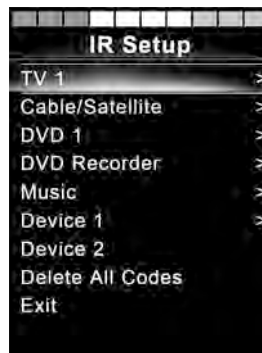 IR Setup
TV 1 >
Cable/Satellite >
DVD 1 >
DVD Recorder >
Music >
Device 1 >
Device 2
Delete All Codes
Exit